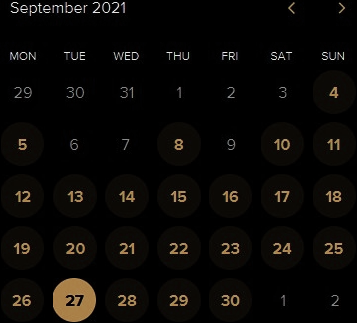 September 2021
MON TUE WED THU FRI SAT SUN
29 30 31 1 2 3 4
5 6 7 8 9 10 11
12 13 14 15 16 17 18
19 20 21 22 23 24 25
26 27 28 29 30 1 2